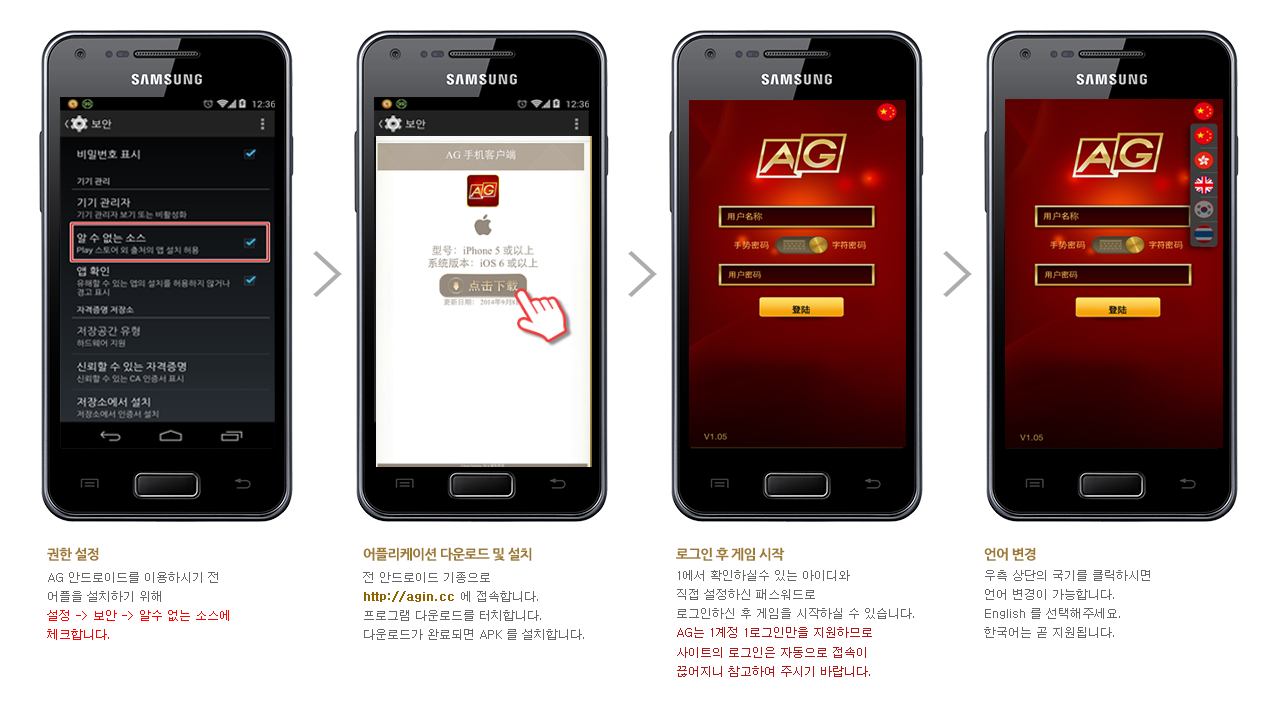 SAMSUNG
12:36
보안
비밀번호 표시
기기 관리
기기 관리자
기기 관리자 보기 또는 비활성화
알 수 없는 소스
Play 스토어 외 출처의 앱 설치 허용
앱 확인
유해할 수 있는 앱의 설치를 허용하지 않거나
경고 표시
자격증명 저장소
저장공간 유형
하드웨어 지원
신뢰할 수 있는 자격증명
신뢰할 수 있는 CA 인증서 표시
저장소에서 설치
저장소에서 인증서 설치
SAMSUNG
12:36
보안
AG 手机客户端
AG
型号: iPhone 5 或以上
系统版本: iOS 6 或以上
点击下载
更新日期: 2014年9月8
SAMSUNG
AG
用户名称
手势密码 字符密码
用户密码
登陆
V1.05
SAMSUNG
AG
用户名称
手势密码 字符密码
用户密码
登陆
V1.05
권한 설정
AG 안드로이드를 이용하시기 전
어플을 설치하기 위해
설정 -> 보안 -> 알수 없는 소스에
체크합니다.
어플리케이션 다운로드 및 설치
전 안드로이드 기종으로
http://agin.cc 에 접속합니다.
프로그램 다운로드를 터치합니다.
다운로드가 완료되면 APK 를 설치합니다.
로그인 후 게임 시작
1에서 확인하실수 있는 아이디와
직접 설정하신 패스워드로
로그인하신 후 게임을 시작하실 수 있습니다.
AG는 1계정 1로그인만을 지원하므로
사이트의 로그인은 자동으로 접속이
끊어지니 참고하여 주시기 바랍니다.
언어 변경
우측 상단의 국기를 클릭하시면
언어 변경이 가능합니다.
English 를 선택해주세요.
한국어는 곧 지원됩니다.